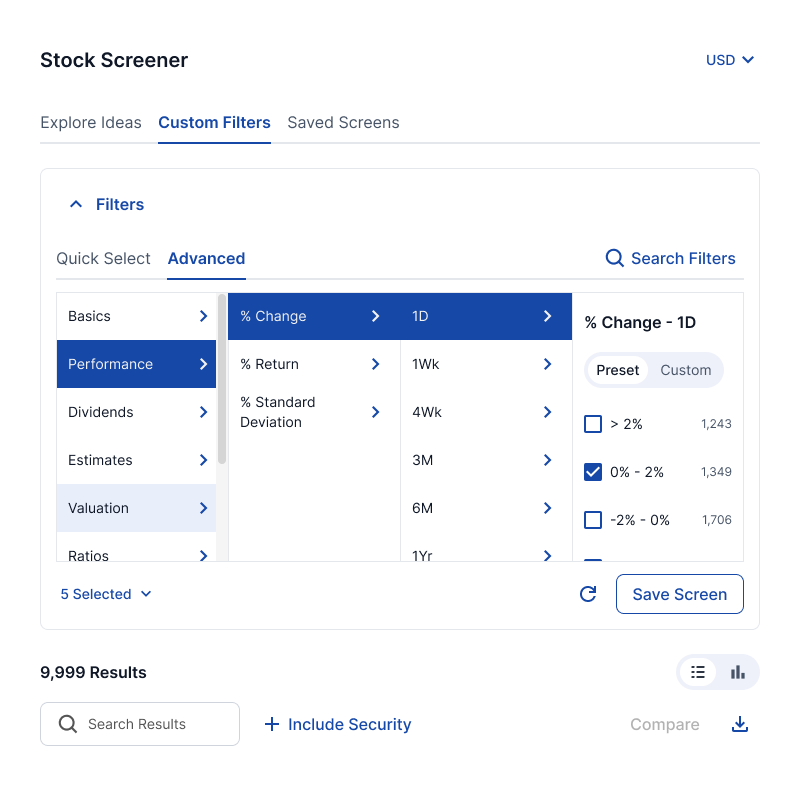 Stock Screener
USD
Explore Ideas
Custom Filters
Saved Screens
Filters
Quick Select
Advanced
Search Filters
Basics
Performance
Dividends
Estimates
Valuation
Ratios
% Change
% Return
% Standard
Deviation
1D
1Wk
4Wk
3M
6M
1Yr
% Change - 1D
Preset
Custom
> 2%
1,243
0% - 2%
1,349
-2% - 0%
1,706
5 Selected
Save Screen
9,999 Results
Search Results
Include Security
Compare